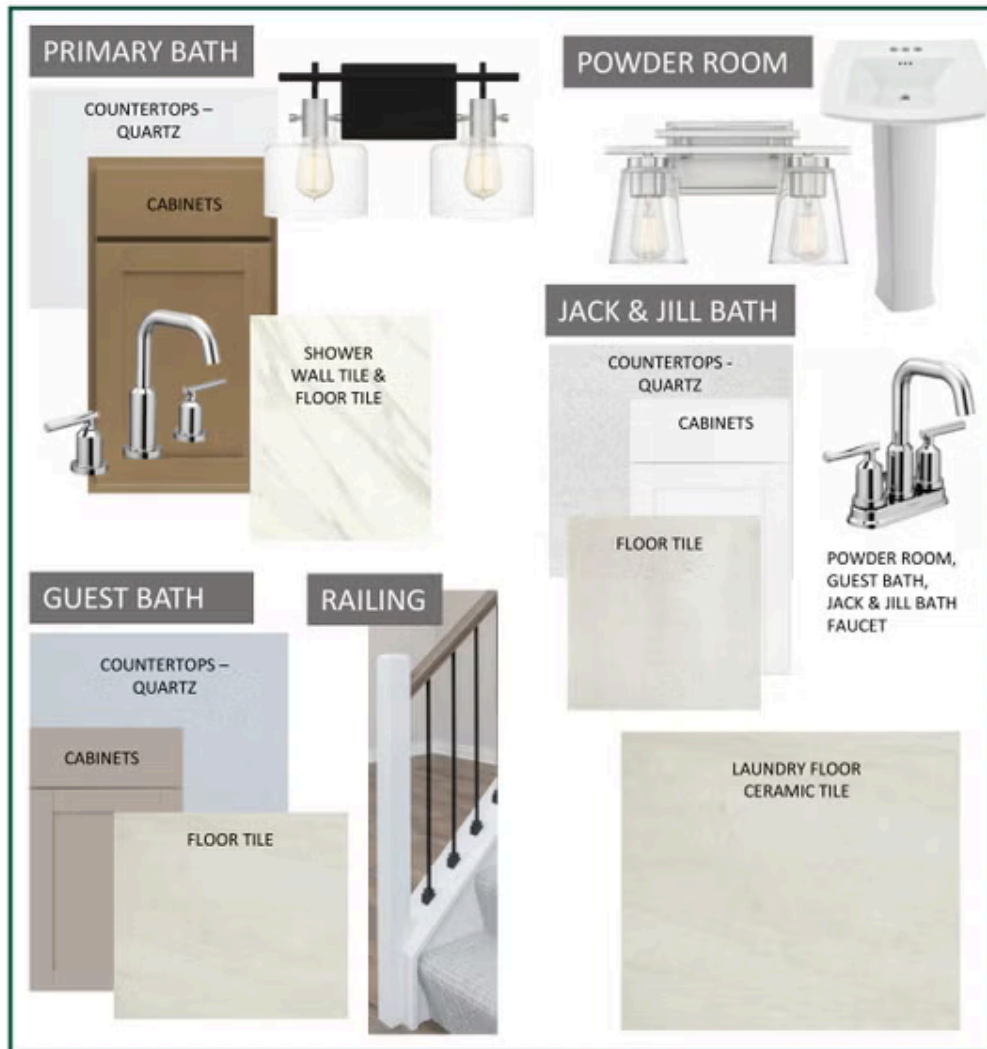 PRIMARY BATH
COUNTERTOPS –
QUARTZ
CABINETS
SHOWER
WALL TILE &
FLOOR TILE
POWDER ROOM
JACK & JILL BATH
COUNTERTOPS -
QUARTZ
CABINETS
FLOOR TILE
POWDER ROOM,
GUEST BATH,
JACK & JILL BATH
FAUCET
GUEST BATH
COUNTERTOPS –
QUARTZ
CABINETS
FLOOR TILE
RAILING
LAUNDRY FLOOR
CERAMIC TILE